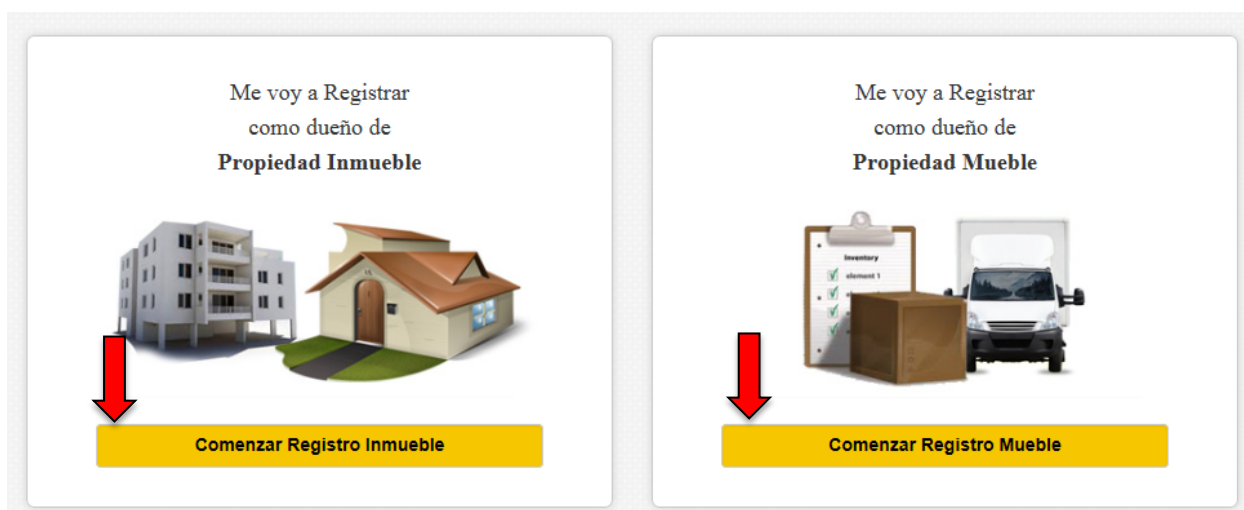 Me voy a Registrar
como dueño de
Propiedad Inmueble
Comenzar Registro Inmueble
Me voy a Registrar
como dueño de
Propiedad Mueble
Inventory
element 1
Comenzar Registro Mueble